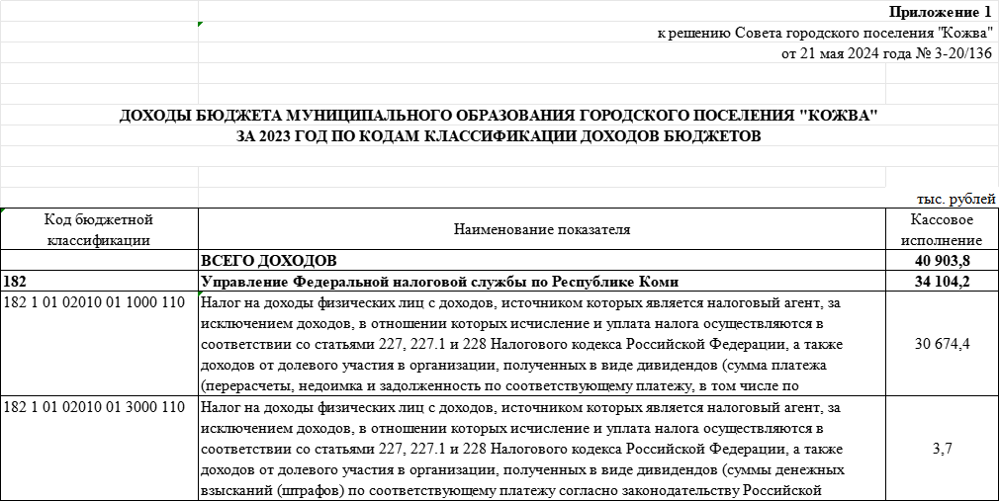 Приложение 1
к решению Совета городского поселения "Кожва"
от 21 мая 2024 года № 3-20/136
ДОХОДЫ БЮДЖЕТА МУНИЦИПАЛЬНОГО ОБРАЗОВАНИЯ ГОРОДСКОГО ПОСЕЛЕНИЯ "КОЖВА"
ЗА 2023 ГОД ПО КОДАМ КЛАССИФИКАЦИИ ДОХОДОВ БЮДЖЕТОВ
тыс. рублей
Код бюджетной
классификации
Наименование показателя
Кассовое
исполнение
ВСЕГО ДОХОДОВ
40 903,8
182
Управление Федеральной налоговой службы по Республике Коми
34 104,2
182 1 01 02010 01 1000 110
Налог на доходы физических лиц с доходов, источником которых является налоговый агент, за
исключением доходов, в отношении которых исчисление и уплата налога осуществляются в
соответствии со статьями 227, 227.1 и 228 Налогового кодекса Российской Федерации, а также
доходов от долевого участия в организации, полученных в виде дивидендов (сумма платежа
(перерасчеты, недоимка и задолженность по соответствующему платежу, в том числе по
30 674,4
182 1 01 02010 01 3000 110
Налог на доходы физических лиц с доходов, источником которых является налоговый агент, за
исключением доходов, в отношении которых исчисление и уплата налога осуществляются в
соответствии со статьями 227, 227.1 и 228 Налогового кодекса Российской Федерации, а также
доходов от долевого участия в организации, полученных в виде дивидендов (суммы денежных
взысканий (штрафов) по соответствующему платежу согласно законодательству Российской
3,7